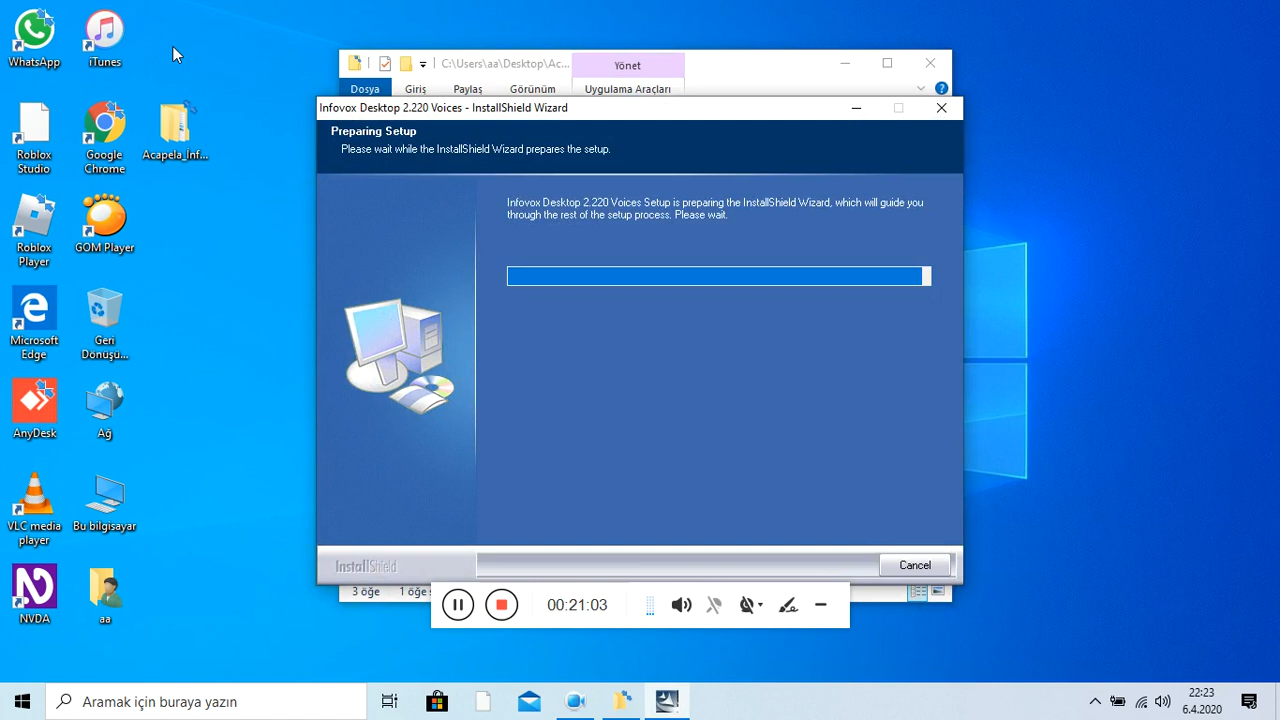 WhatsApp
iTunes
Roblox
Studio
Google
Chrome
Acapela_İnf...
Roblox
Player
GOM Player
Microsoft
Edge
Geri
Dönüşü...
AnyDesk
Ağ
VLC media
player
Bu bilgisayar
NVDA
aa
C:\Users\aa\Desktop\Ac...
Yönet
Dosya
Giriş
Paylaş
Görünüm
Uygulama Araçları
Infovox Desktop 2.220 Voices - InstallShield Wizard
Preparing Setup
Please wait while the InstallShield Wizard prepares the setup.
Infovox Desktop 2.220 Voices Setup is preparing the InstallShield Wizard, which will guide you
through the rest of the setup process. Please wait.
InstallShield
Cancel
3 öğe
1 öğe
00:21:03
Aramak için buraya yazın
22:23
6.4.2020